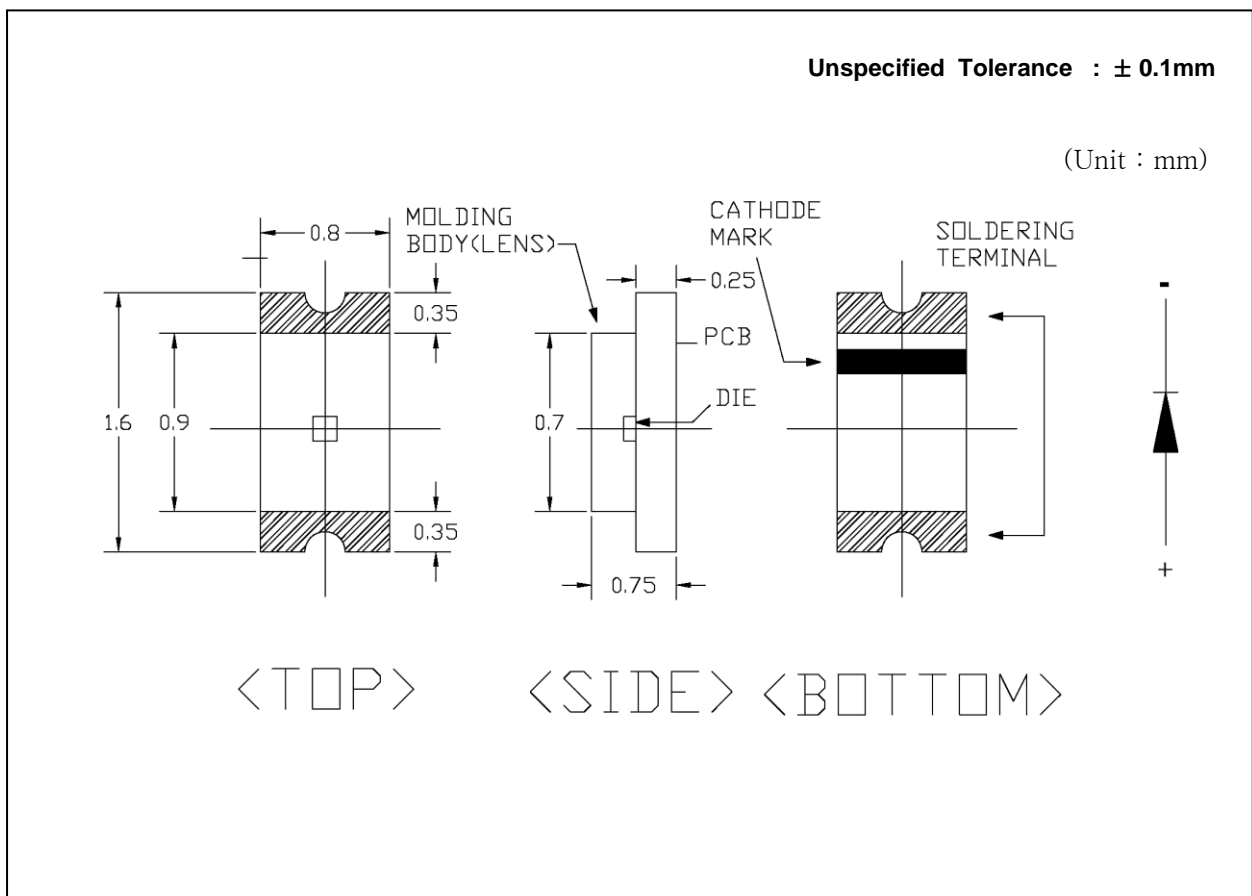 Unspecified Tolerance : ± 0.1mm
(Unit : mm)
0.8
MOLDING
BODY(LENS)
CATHODE
MARK
SOLDERING
TERMINAL
0.25
0.35
PCB
1.6
0.9
0.7
DIE
0.35
0.75
-
+
<TOP>
<SIDE>
<BOTTOM>